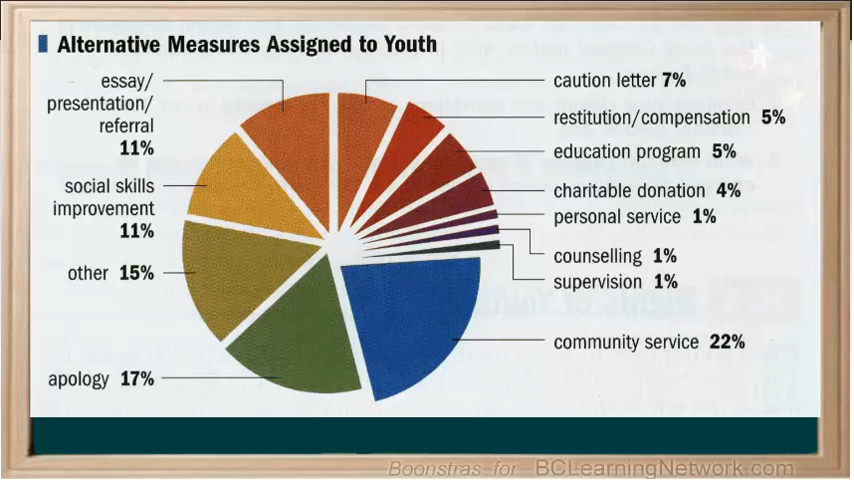 Alternative Measures Assigned to Youth
essay/
presentation/
referral
11%
social skills
improvement
11%
other 15%
apology 17%
caution letter 7%
restitution/compensation 5%
education program 5%
charitable donation 4%
personal service 1%
counselling 1%
supervision 1%
community service 22%
Boonstras for BCLearningNetwork.com